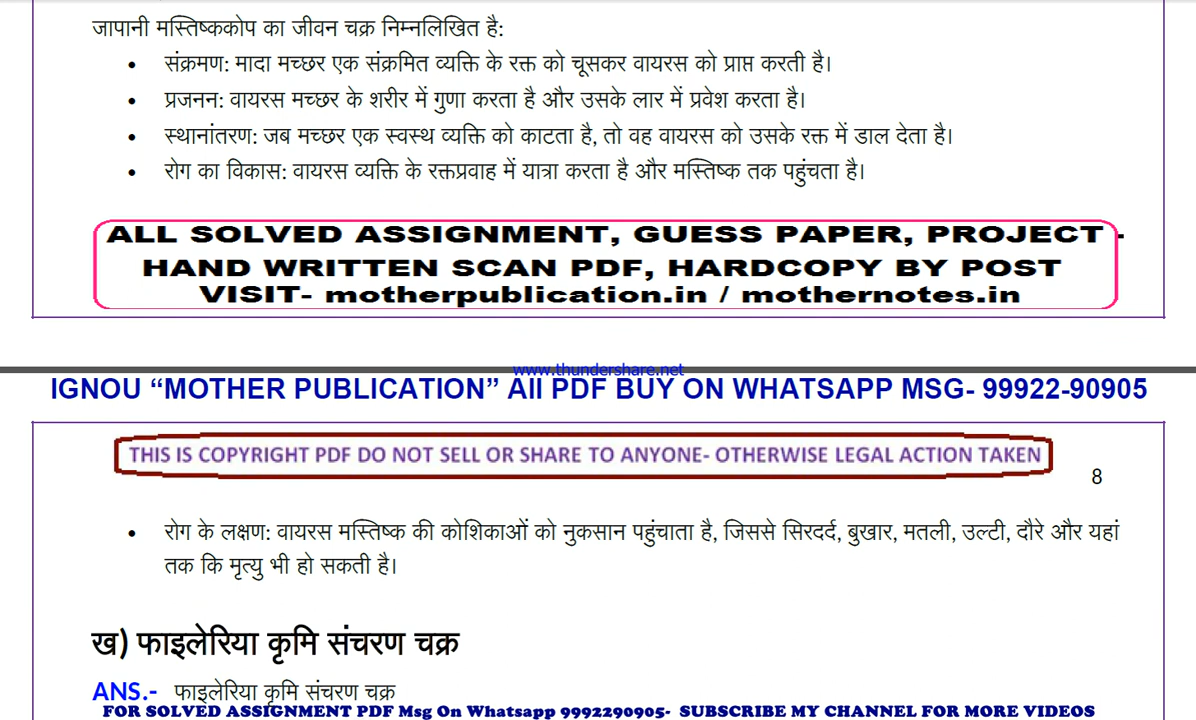 जापानी मस्तिष्ककोप का जीवन चक्र निम्नलिखित है:
• संक्रमण: मादा मच्छर एक संक्रमित व्यक्ति के रक्त को चूसकर वायरस को प्राप्त करती है।
• प्रजनन: वायरस मच्छर के शरीर में गुणा करता है और उसके लार में प्रवेश करता है।
• स्थानांतरण: जब मच्छर एक स्वस्थ व्यक्ति को काटता है, तो वह वायरस को उसके रक्त में डाल देता है।
• रोग का विकास: वायरस व्यक्ति के रक्तप्रवाह में यात्रा करता है और मस्तिष्क तक पहुंचता है।
ALL SOLVED ASSIGNMENT, GUESS PAPER, PROJECT -
HAND WRITTEN SCAN PDF, HARDCOPY BY POST
VISIT- motherpublication.in / mothernotes.in
www.thundershare.net
IGNOU “MOTHER PUBLICATION” All PDF BUY ON WHATSAPP MSG- 99922-90905
THIS IS COPYRIGHT PDF DO NOT SELL OR SHARE TO ANYONE- OTHERWISE LEGAL ACTION TAKEN
8
• रोग के लक्षण: वायरस मस्तिष्क की कोशिकाओं को नुकसान पहुंचाता है, जिससे सिरदर्द, बुखार, मतली, उल्टी, दौरे और यहां
तक कि मृत्यु भी हो सकती है।
ख) फाइलेरिया कृमि संचरण चक्र
ANS.- फाइलेरिया कृमि संचरण चक्र
FOR SOLVED ASSIGNMENT PDF Msg On Whatsapp 9992290905- SUBSCRIBE MY CHANNEL FOR MORE VIDEOS